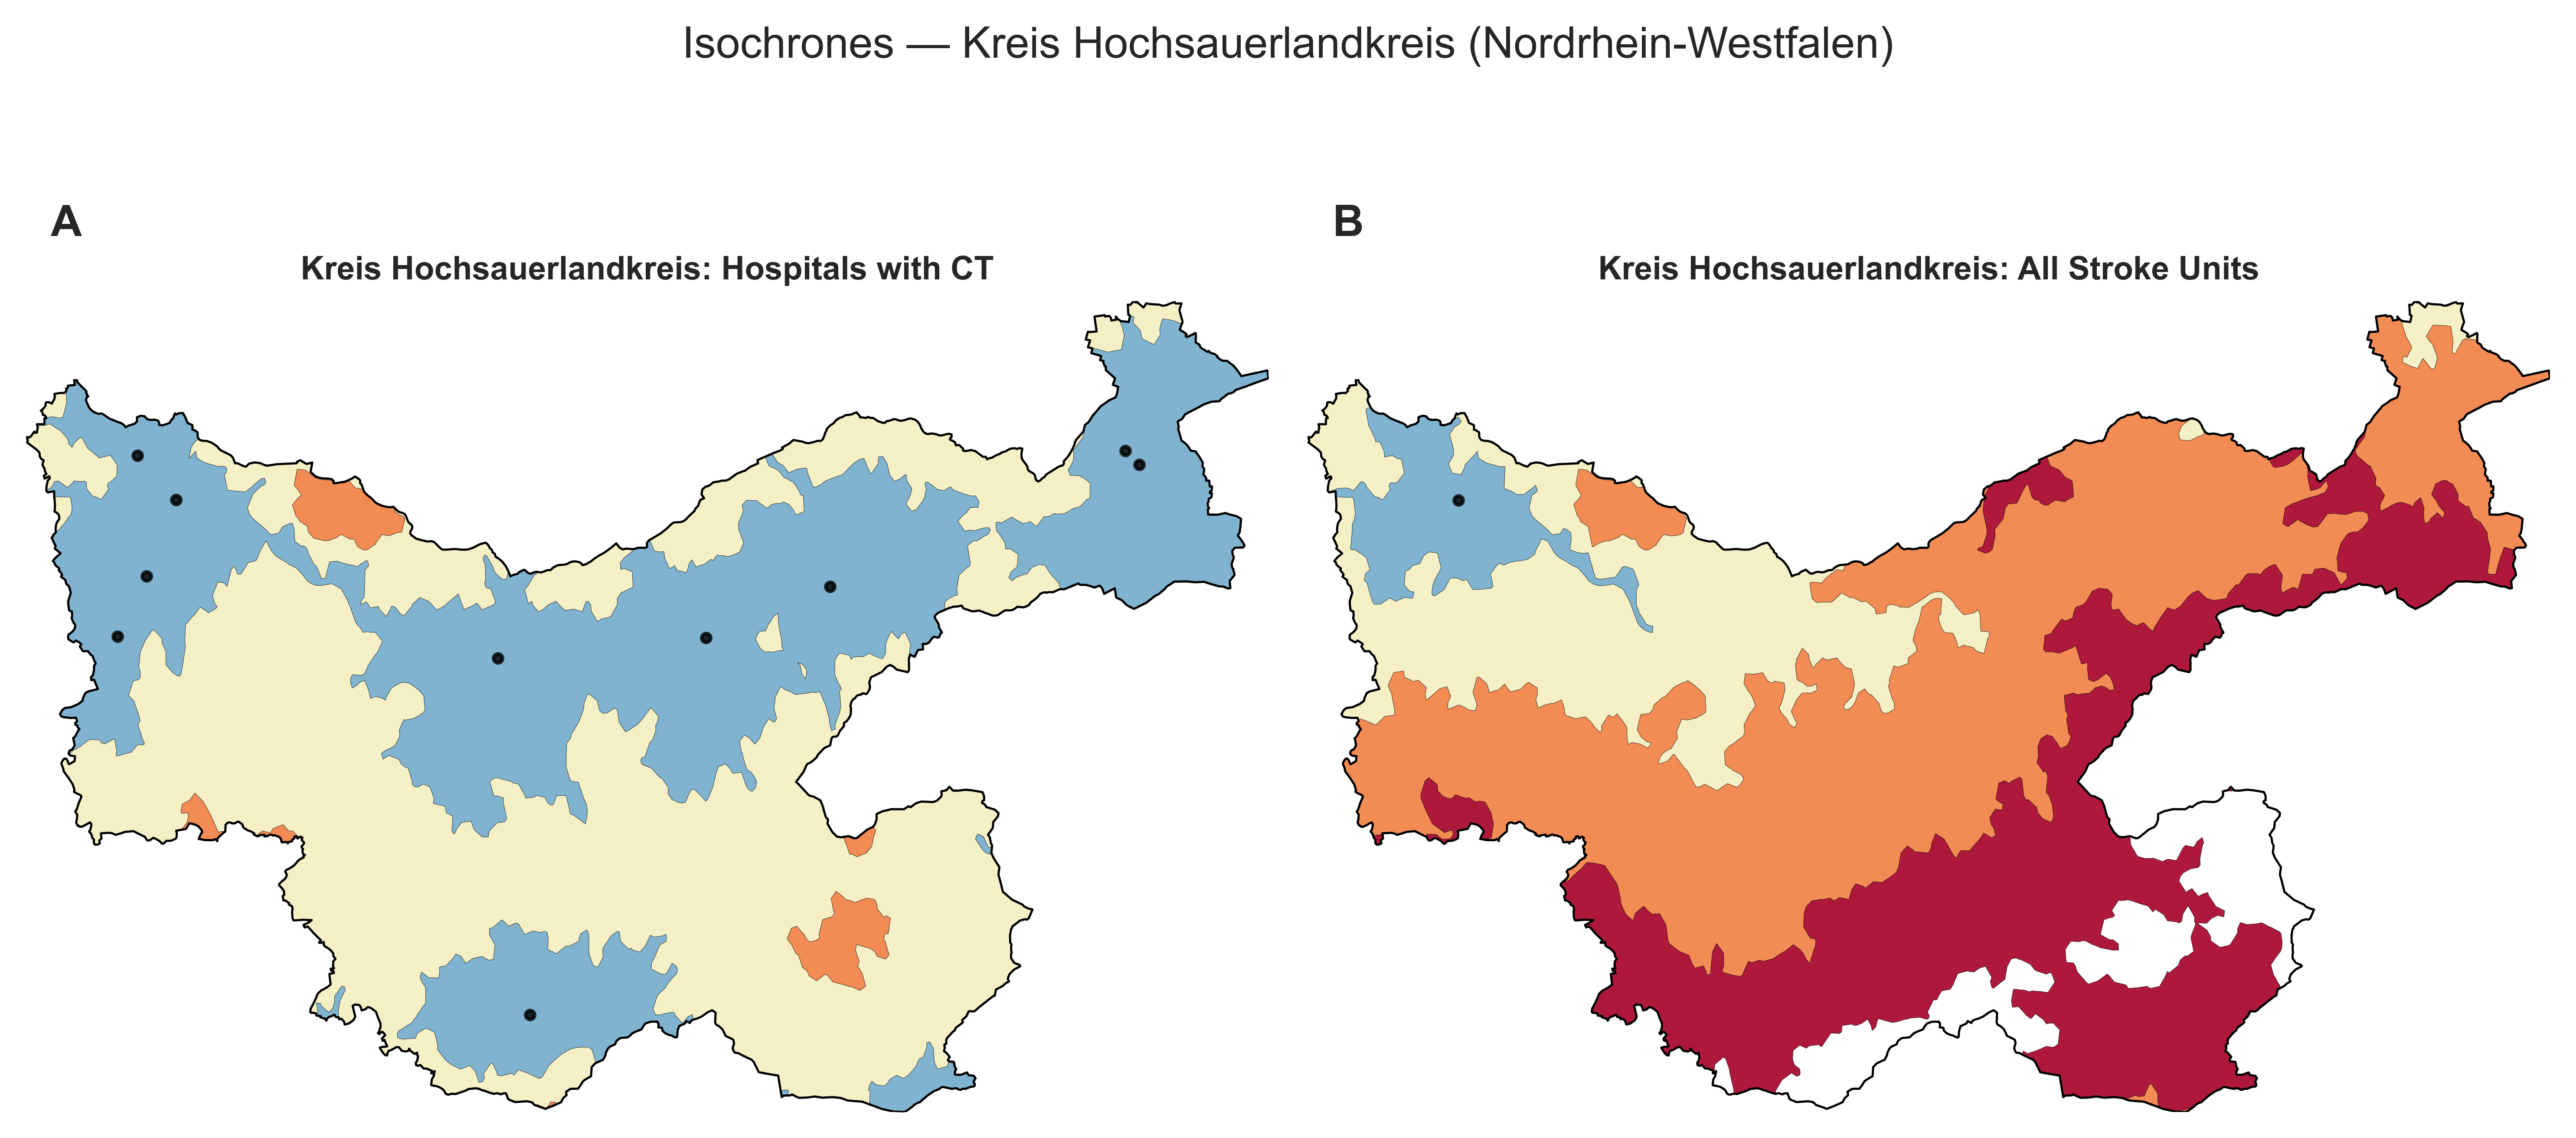 Isochrones — Kreis Hochsauerlandkreis (Nordrhein-Westfalen)
A
Kreis Hochsauerlandkreis: Hospitals with CT
B
Kreis Hochsauerlandkreis: All Stroke Units